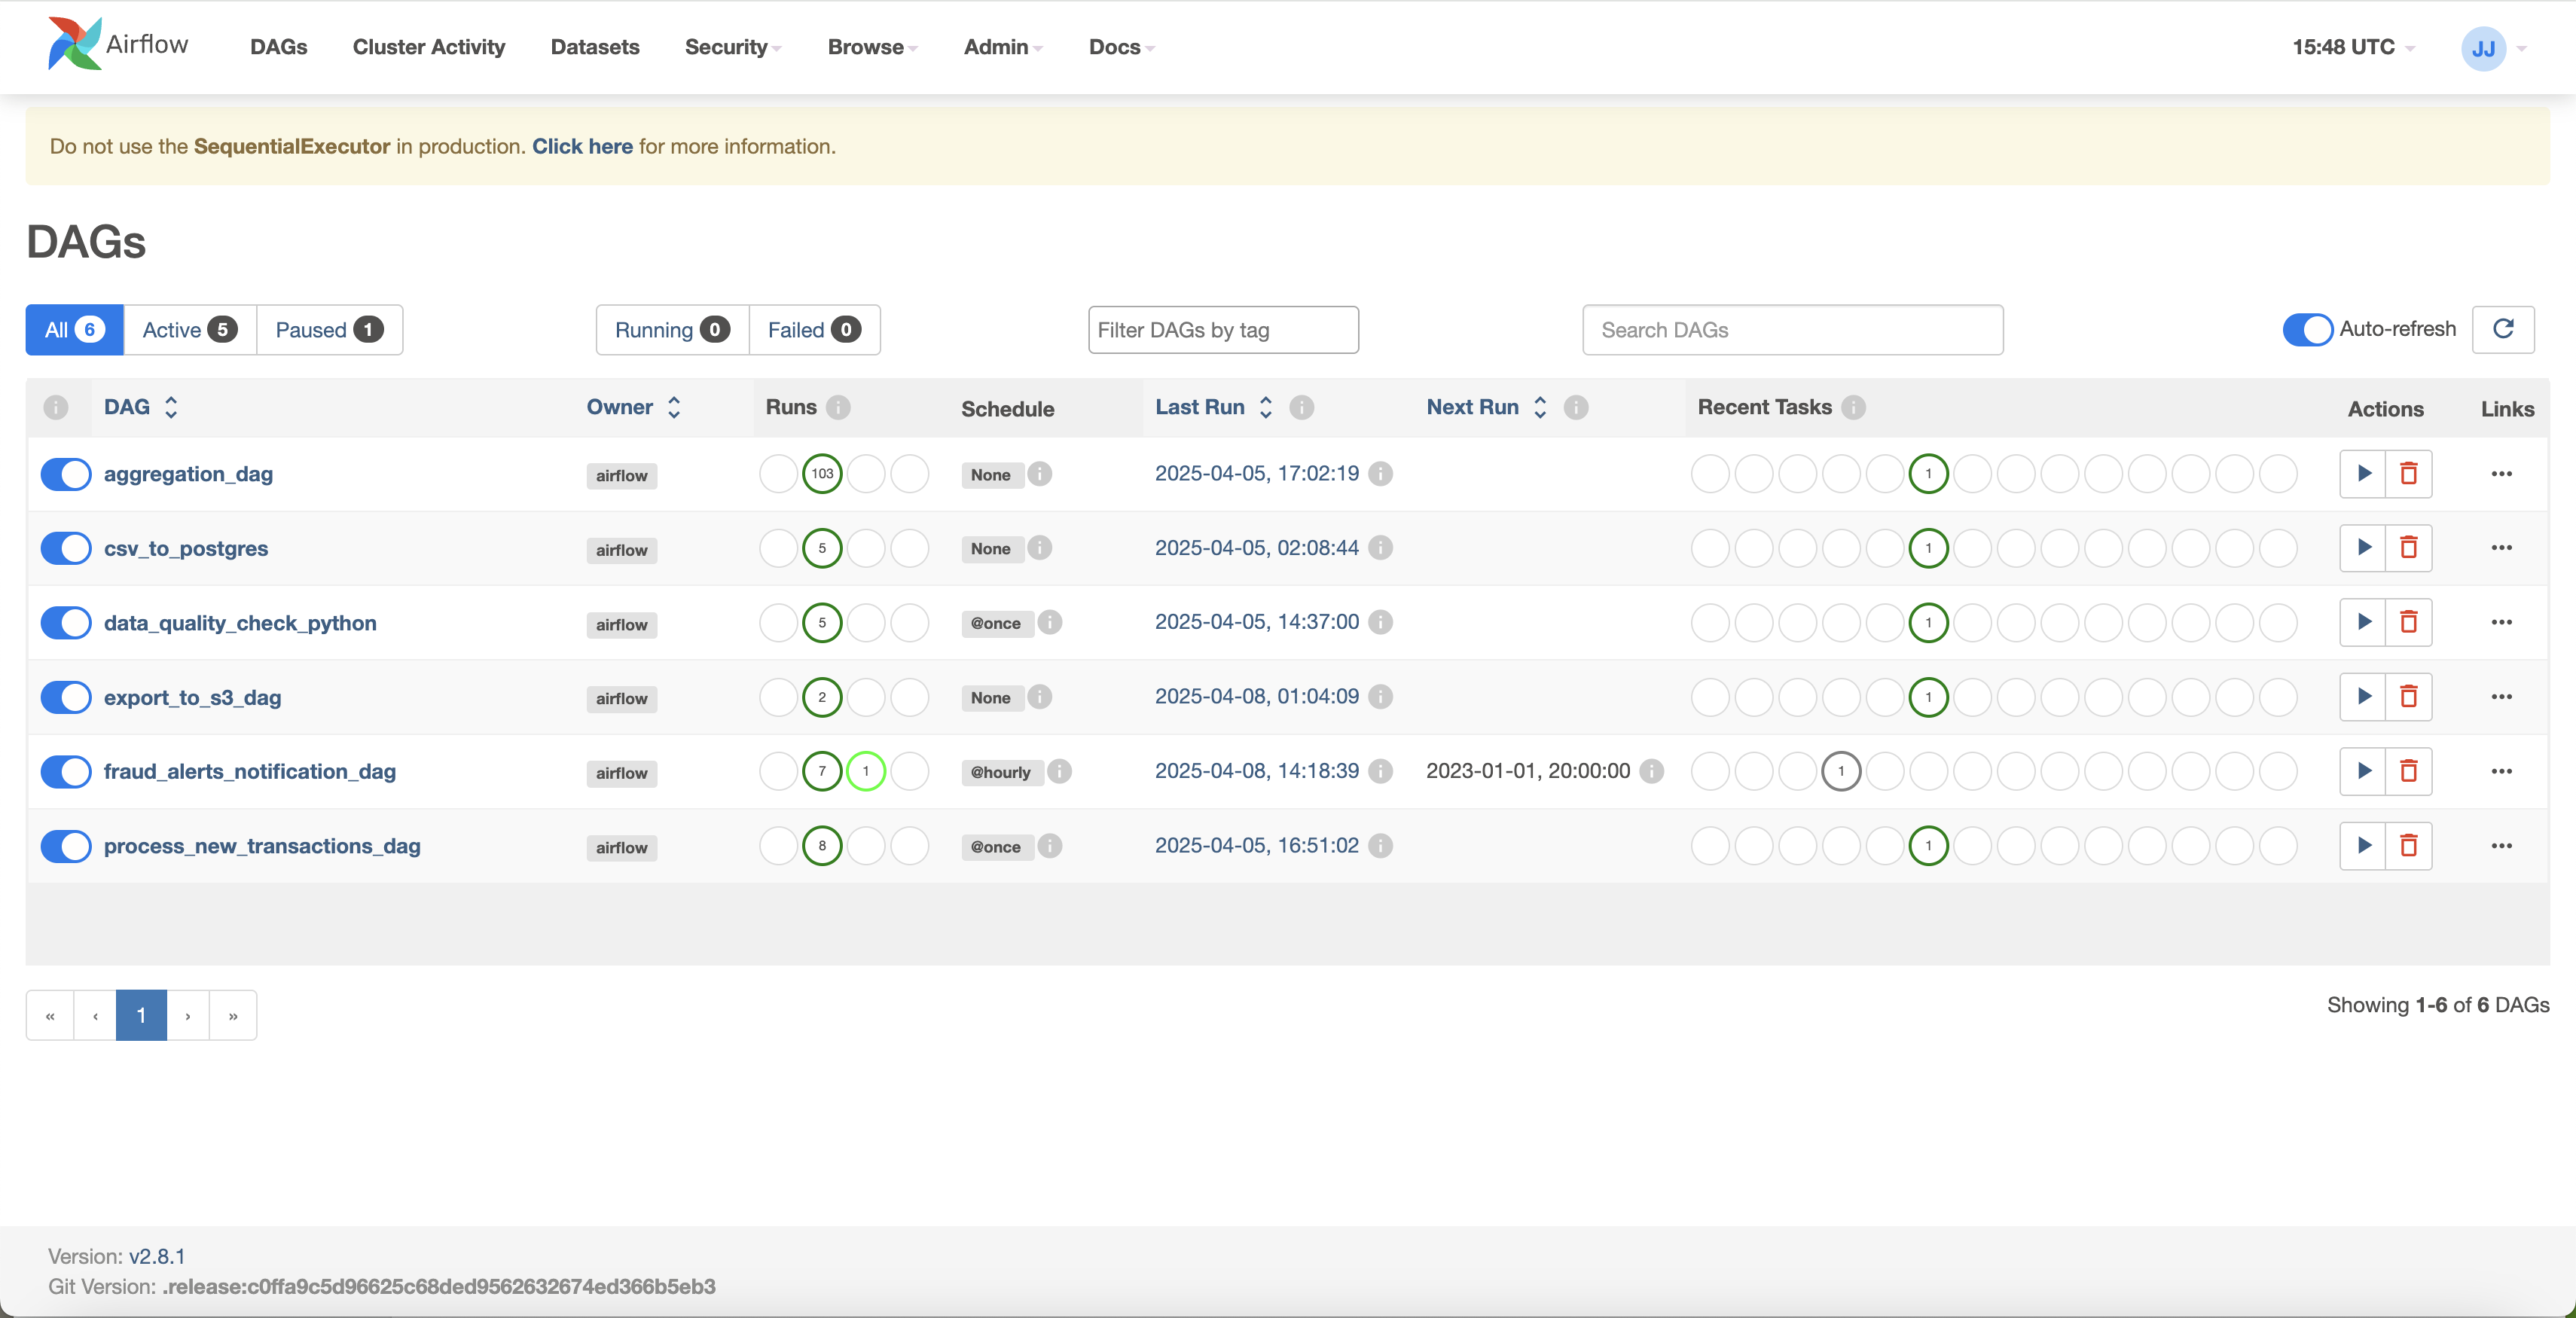 Airflow DAGs Cluster Activity Datasets Security Browse Admin Docs 15:48 UTC JJ
Do not use the SequentialExecutor in production. Click here for more information.
DAGs
All 6 Active 5 Paused 1 Running 0 Failed 0 Filter DAGs by tag Search DAGs Auto-refresh
DAG Owner Runs Schedule Last Run Next Run Recent Tasks Actions Links
aggregation_dag airflow 103 None 2025-04-05, 17:02:19 1
csv_to_postgres airflow 5 None 2025-04-05, 02:08:44 1
data_quality_check_python airflow 5 @once 2025-04-05, 14:37:00 1
export_to_s3_dag airflow 2 None 2025-04-08, 01:04:09 1
fraud_alerts_notification_dag airflow 7 1 @hourly 2025-04-08, 14:18:39 2023-01-01, 20:00:00 1
process_new_transactions_dag airflow 8 @once 2025-04-05, 16:51:02 1
« ‹ 1 › »
Showing 1-6 of 6 DAGs
Version: v2.8.1
Git Version: .release:c0ffa9c5d96625c68ded9562632674ed366b5eb3